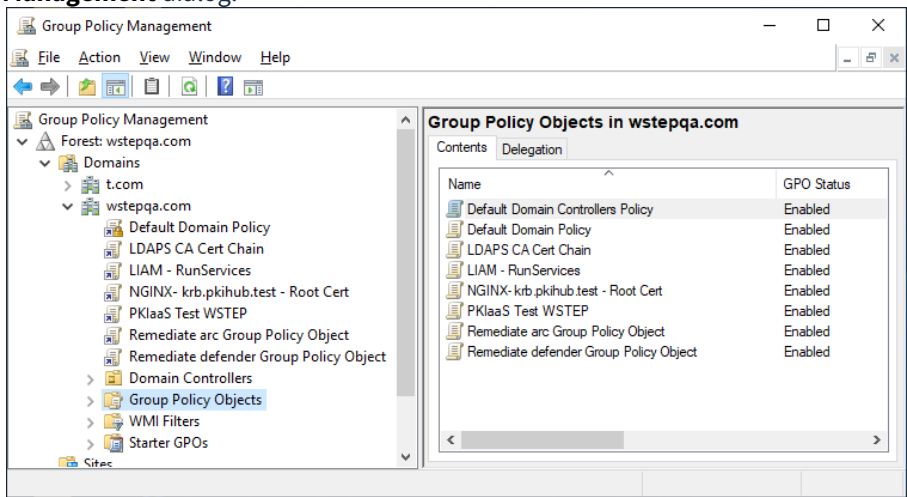 Management dialog.
Group Policy Management
File Action View Window Help
Group Policy Management
Forest: wstepqa.com
Domains
t.com
wstepqa.com
Default Domain Policy
LDAPS CA Cert Chain
LIAM - RunServices
NGINX- krb.pkihub.test - Root Cert
PKIaaS Test WSTEP
Remediate arc Group Policy Object
Remediate defender Group Policy Object
Domain Controllers
Group Policy Objects
WMI Filters
Starter GPOs
Sites
Group Policy Objects in wstepqa.com
Contents Delegation
Name GPO Status
Default Domain Controllers Policy Enabled
Default Domain Policy Enabled
LDAPS CA Cert Chain Enabled
LIAM - RunServices Enabled
NGINX- krb.pkihub.test - Root Cert Enabled
PKIaaS Test WSTEP Enabled
Remediate arc Group Policy Object Enabled
Remediate defender Group Policy Object Enabled